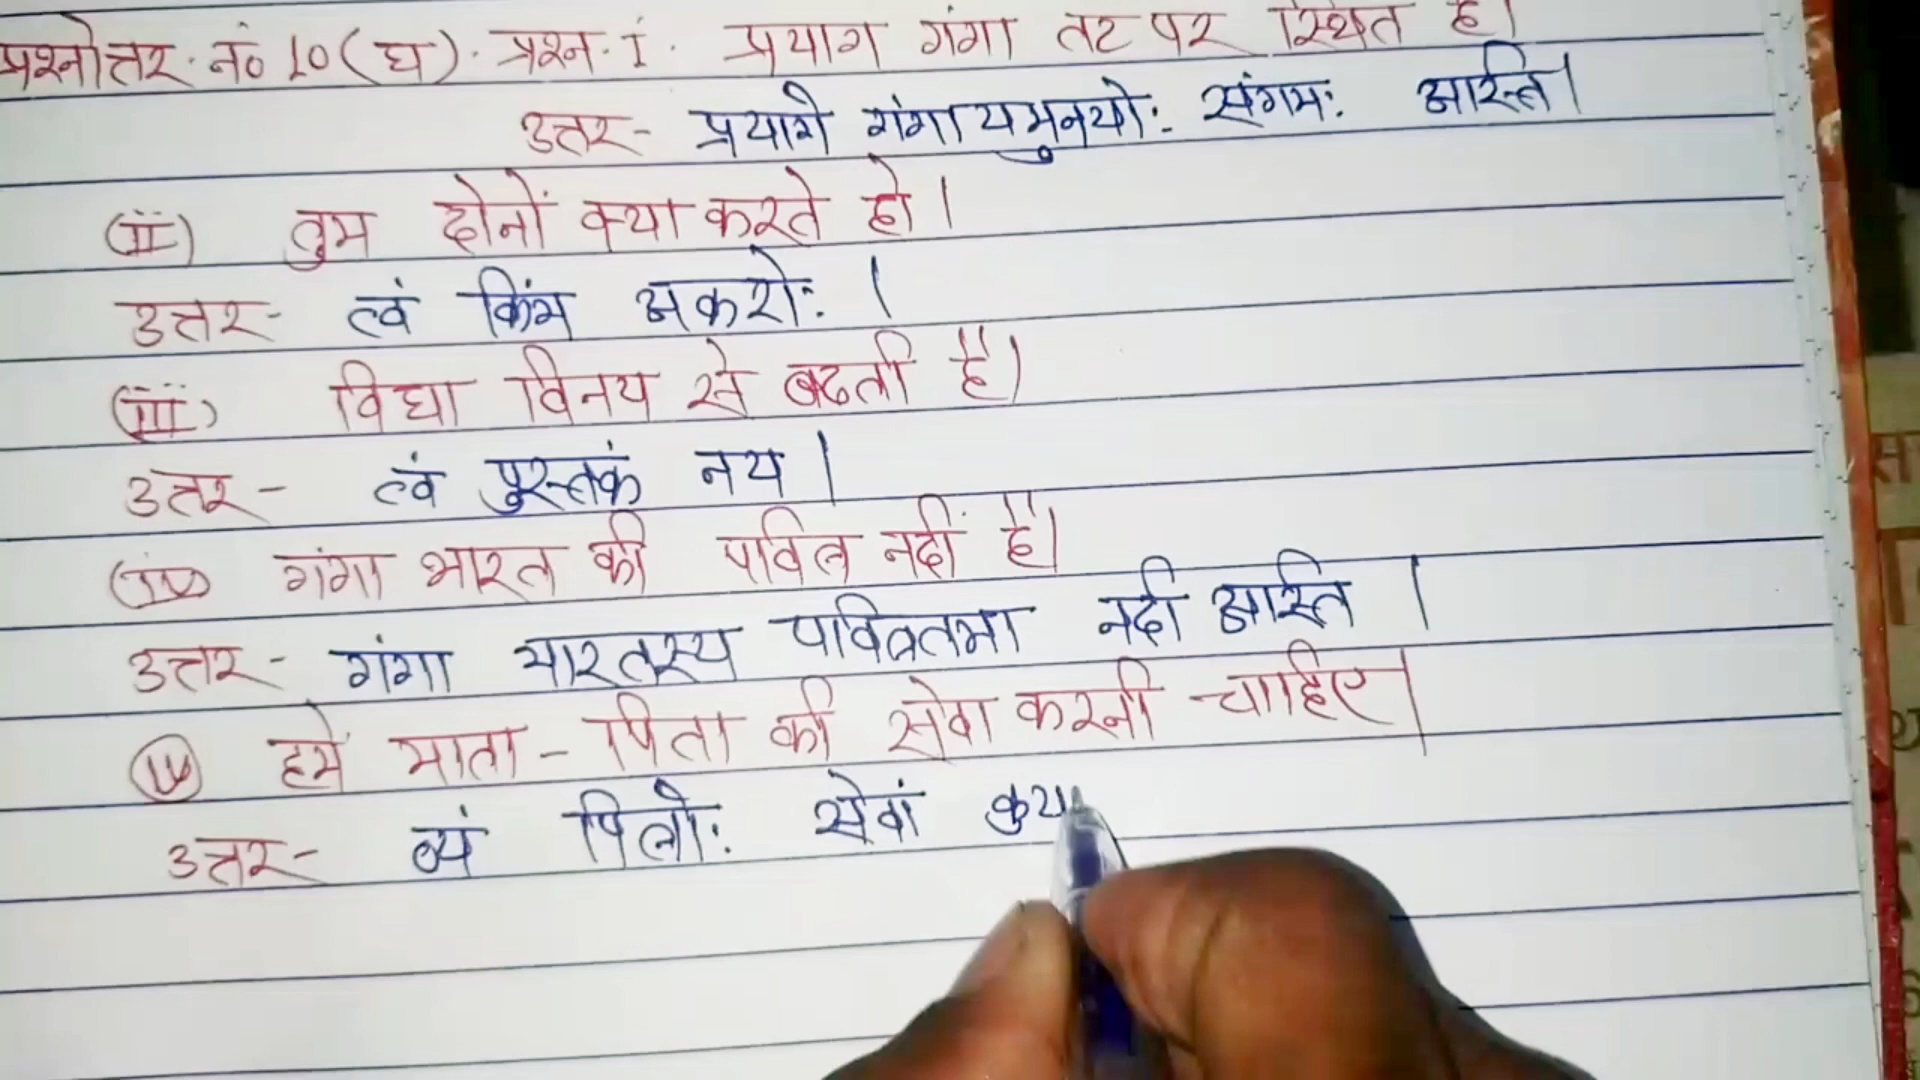 प्रश्नोत्तर. नं० 10 (घ). प्रश्न. I. प्रयाग गंगा तट पर स्थित है।
उत्तर- प्रयागे गंगायमुनयोः संगमः अस्ति।
(ii) तुम दोनों क्या करते हो।
उत्तर- त्वं किंम अकरोः।
(iii) विद्या विनय से बढती है।
उत्तर- त्वं पुस्तकं नय।
(iv) गंगा भारत की पवित्र नदीं है।
उत्तर- गंगा भारतस्य पवित्रतमा नदी अस्ति।
(iv) हमे माता-पिता की सेवा करनी चाहिए।
उत्तर- व्यं पित्रोः सेवां कुय